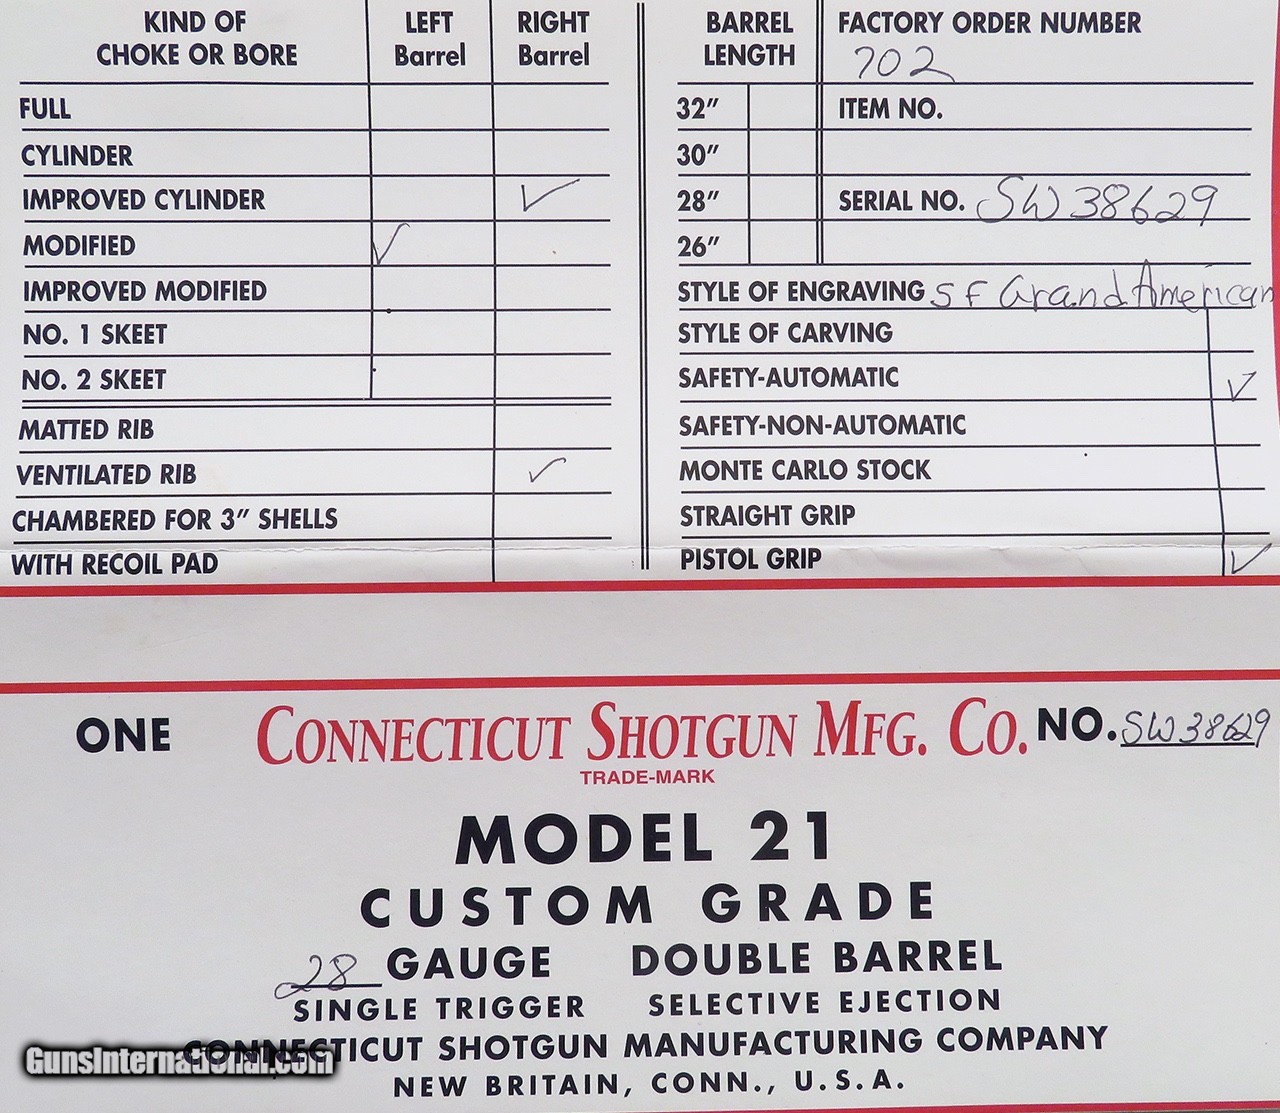 KIND OF CHOKE OR BORE LEFT Barrel RIGHT Barrel
FULL
CYLINDER
IMPROVED CYLINDER ✓
MODIFIED ✓
IMPROVED MODIFIED
NO. 1 SKEET
NO. 2 SKEET
MATTED RIB
VENTILATED RIB ✓
CHAMBERED FOR 3" SHELLS
WITH RECOIL PAD
BARREL LENGTH FACTORY ORDER NUMBER
702
32" ITEM NO.
30"
28" SERIAL NO. SW38629
26"
STYLE OF ENGRAVING SF Grand American
STYLE OF CARVING
SAFETY-AUTOMATIC ✓
SAFETY-NON-AUTOMATIC
MONTE CARLO STOCK
STRAIGHT GRIP
PISTOL GRIP ✓
ONE CONNECTICUT SHOTGUN MFG. CO. NO. SW38629
TRADE-MARK
MODEL 21
CUSTOM GRADE
28 GAUGE DOUBLE BARREL
SINGLE TRIGGER SELECTIVE EJECTION
CONNECTICUT SHOTGUN MANUFACTURING COMPANY
NEW BRITAIN, CONN., U.S.A.
GunsInternational.com